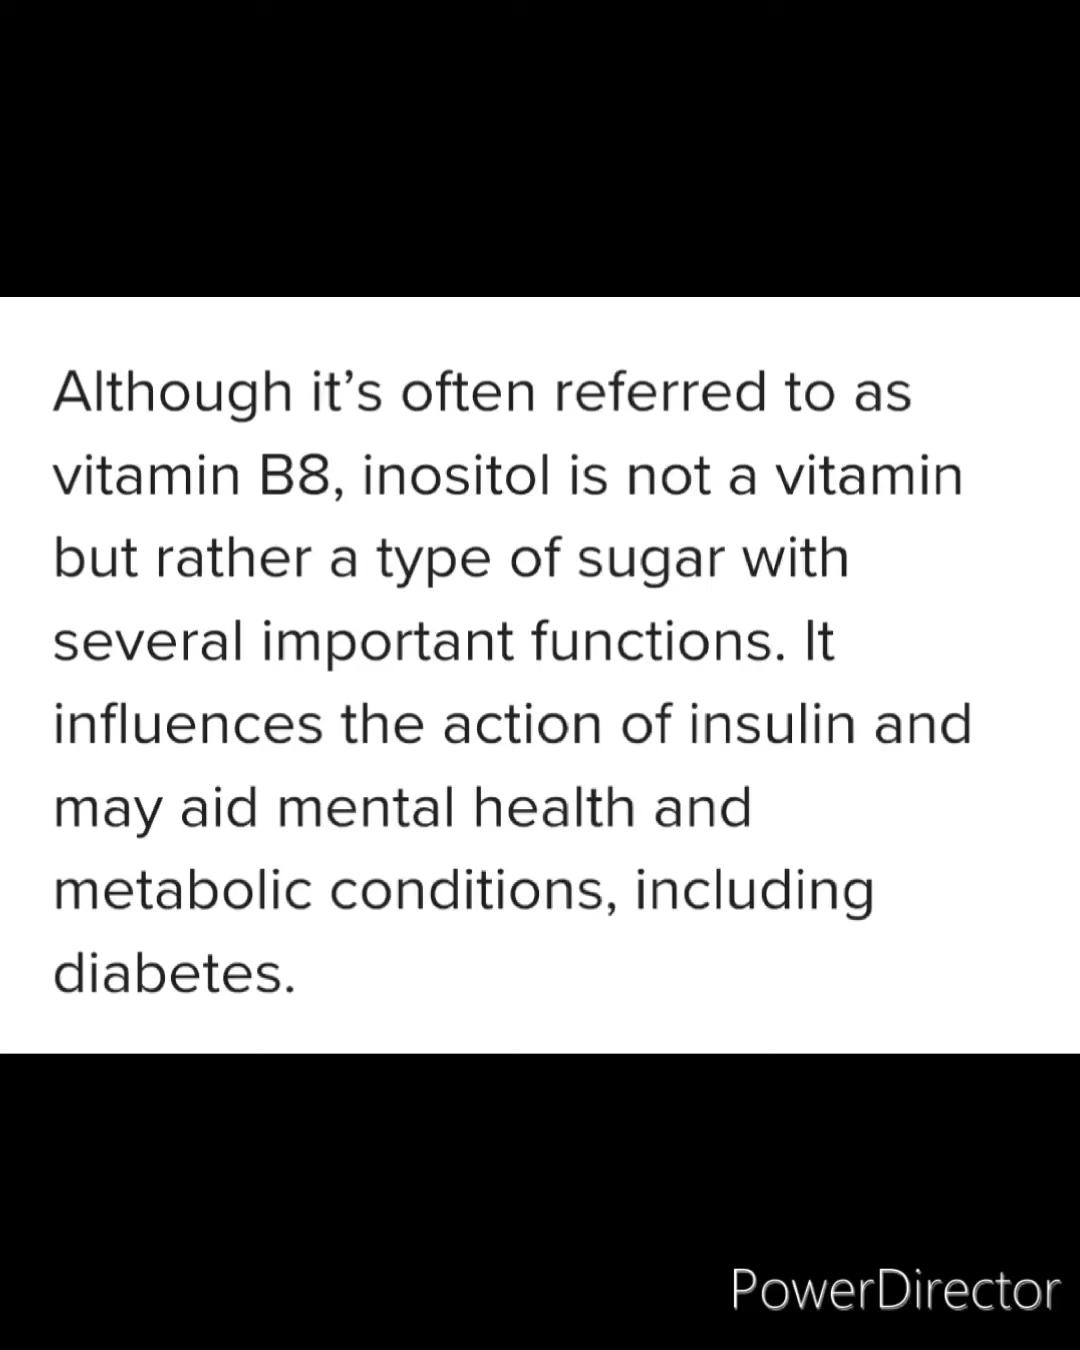 Although it’s often referred to as
vitamin B8, inositol is not a vitamin
but rather a type of sugar with
several important functions. It
influences the action of insulin and
may aid mental health and
metabolic conditions, including
diabetes.
PowerDirector